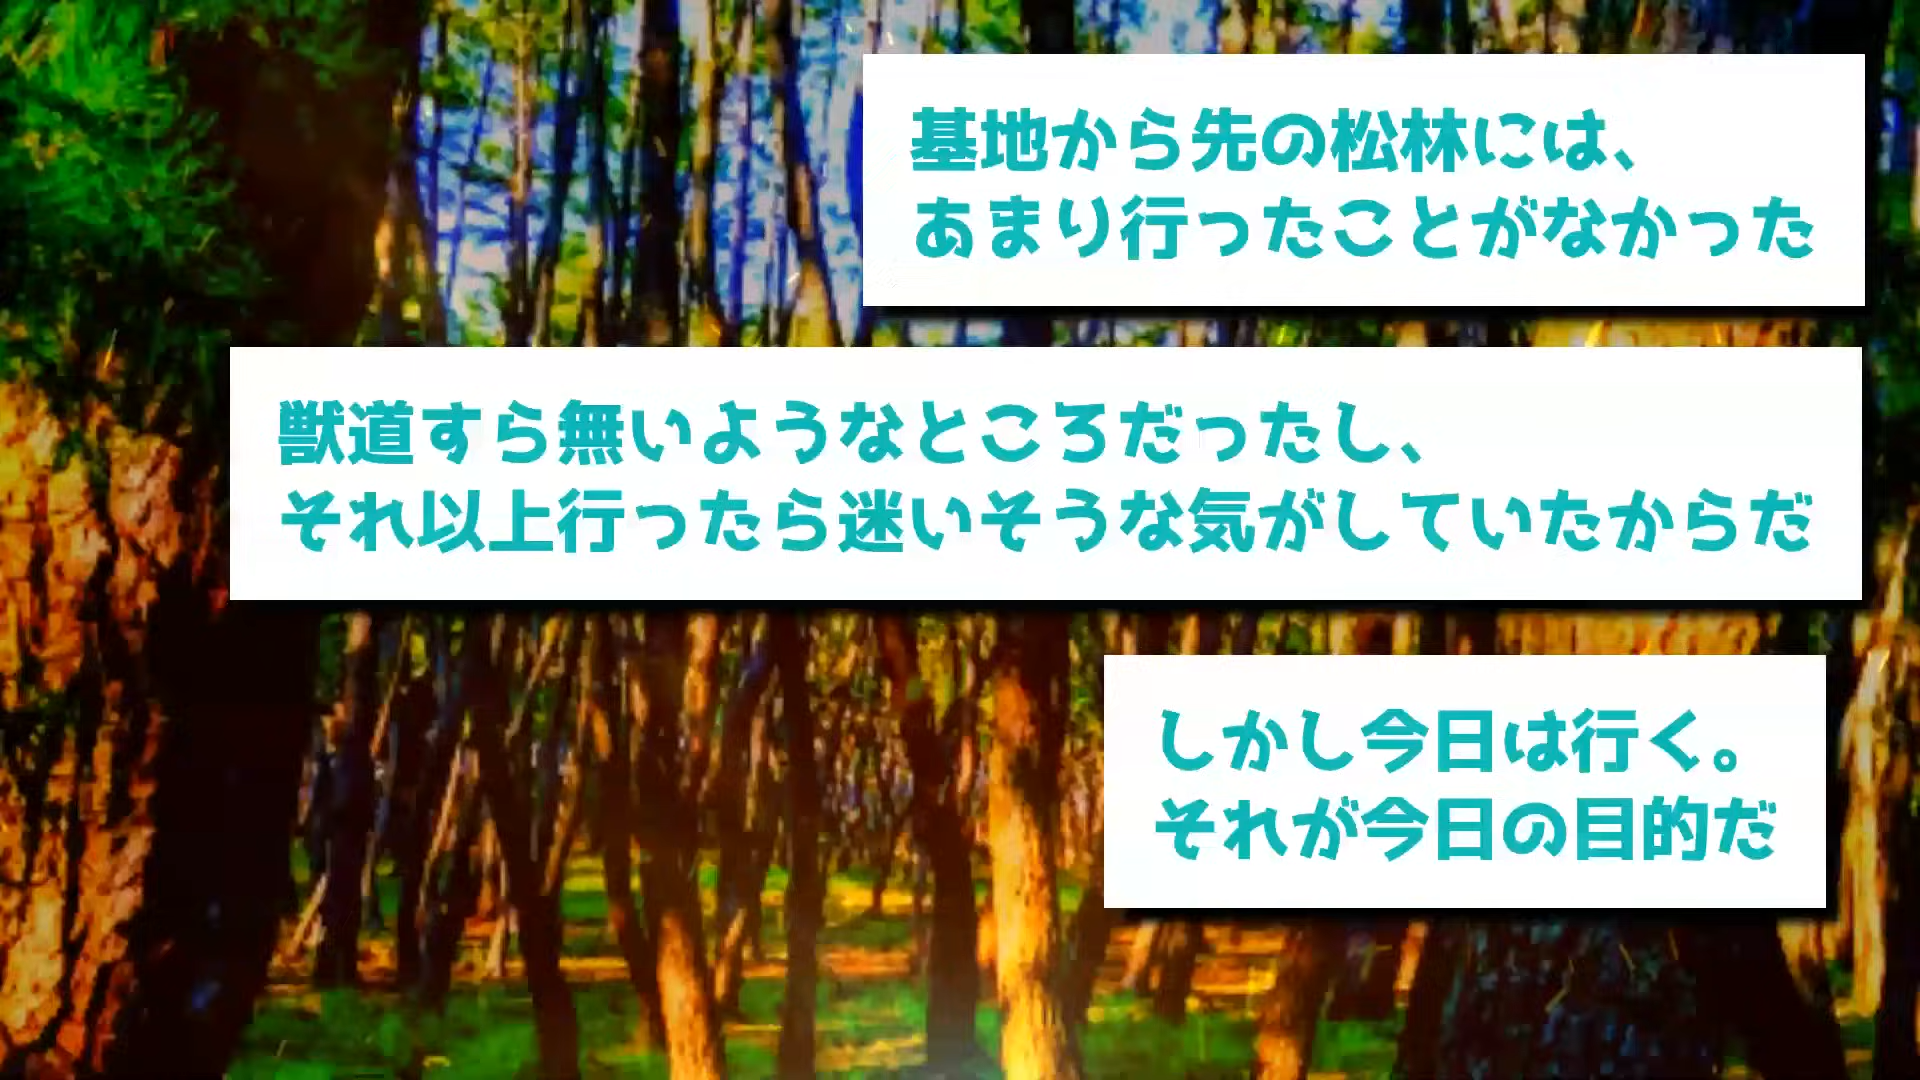 基地から先の松林には、
あまり行ったことがなかった
獣道すら無いようなところだったし、
それ以上行ったら迷いそうな気がしていたからだ
しかし今日は行く。
それが今日の目的だ